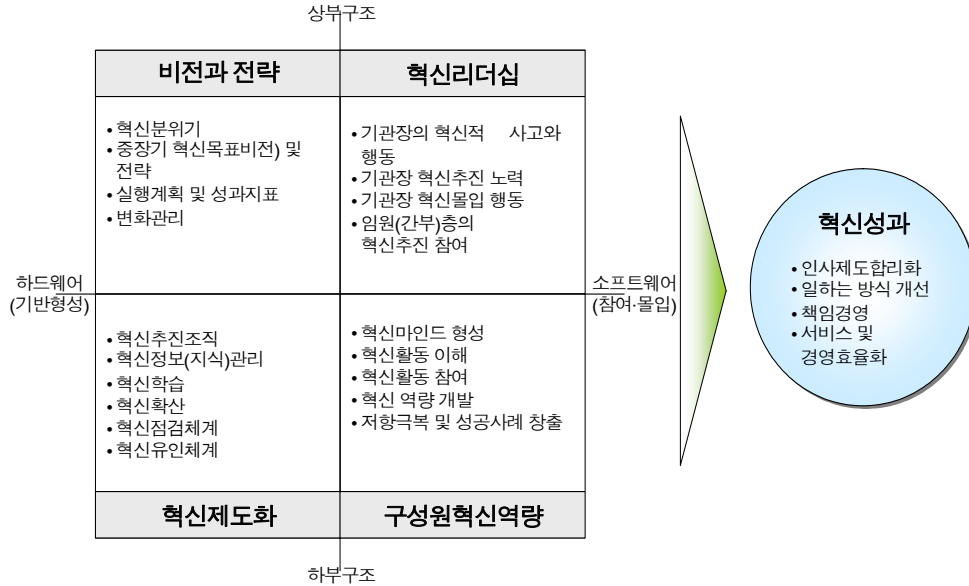 상부구조
비전과 전략
• 혁신분위기
• 중장기 혁신목표비전) 및
전략
• 실행계획 및 성과지표
• 변화관리
혁신리더십
• 기관장의 혁신적 사고와
행동
• 기관장 혁신추진 노력
• 기관장 혁신몰입 행동
• 임원(간부)층의
혁신추진 참여
하드웨어
(기반형성)
소프트웨어
(참여·몰입)
• 혁신추진조직
• 혁신정보(지식)관리
• 혁신학습
• 혁신확산
• 혁신점검체계
• 혁신유인체계
혁신제도화
• 혁신마인드 형성
• 혁신활동 이해
• 혁신활동 참여
• 혁신 역량 개발
• 저항극복 및 성공사례 창출
구성원혁신역량
하부구조
혁신성과
• 인사제도합리화
• 일하는 방식 개선
• 책임경영
• 서비스 및
경영효율화